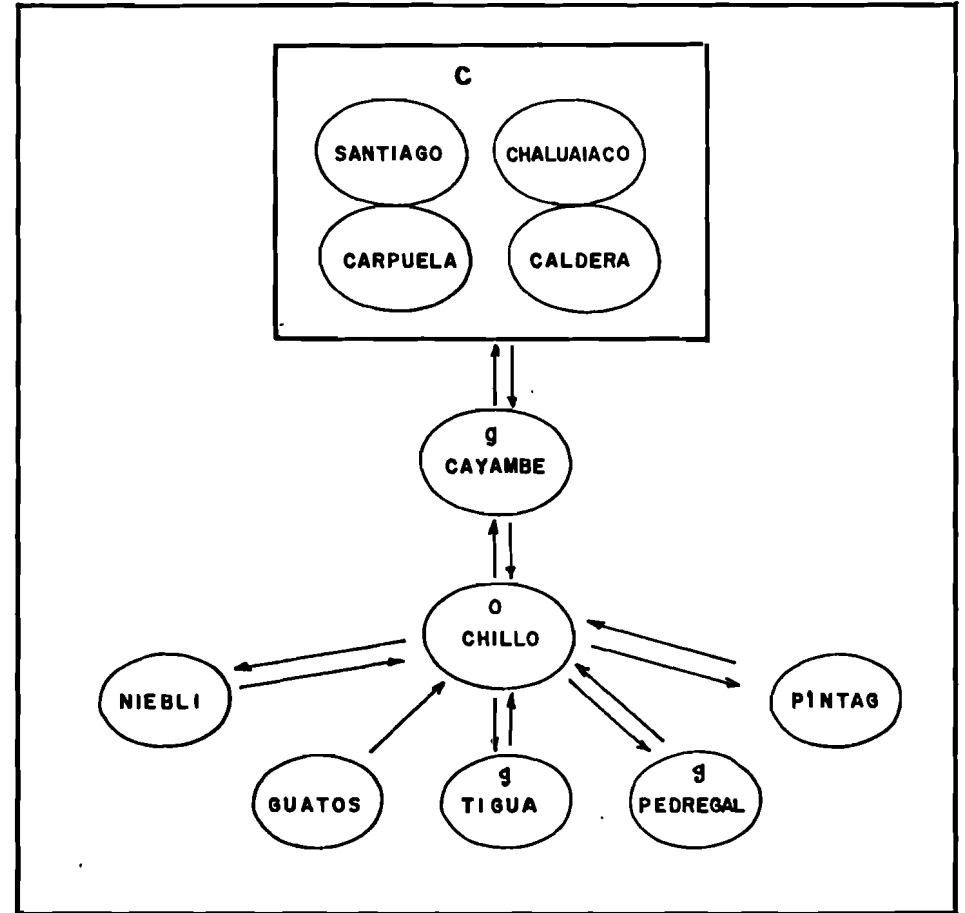 C
SANTIAGO
CHALUAIACO
CARPUELA
CALDERA
g
CAYAMBE
O
CHILLO
NIEBLI
PINTAG
GUATOS
g
TIGUA
g
PEDREGAL